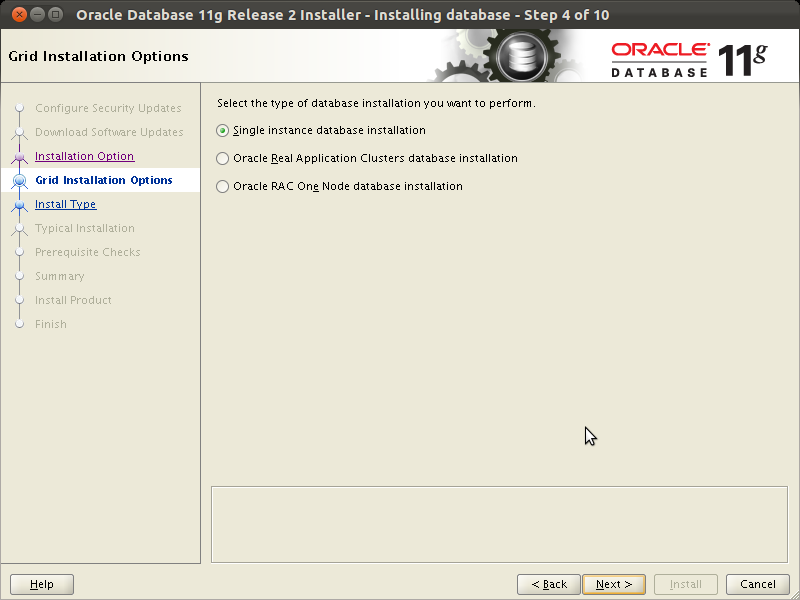 Oracle Database 11g Release 2 Installer - Installing database - Step 4 of 10
Grid Installation Options
ORACLE
DATABASE
11g
Configure Security Updates
Download Software Updates
Installation Option
Grid Installation Options
Install Type
Typical Installation
Prerequisite Checks
Summary
Install Product
Finish
Select the type of database installation you want to perform.
Single instance database installation
Oracle Real Application Clusters database installation
Oracle RAC One Node database installation
Help
< Back
Next >
Install
Cancel